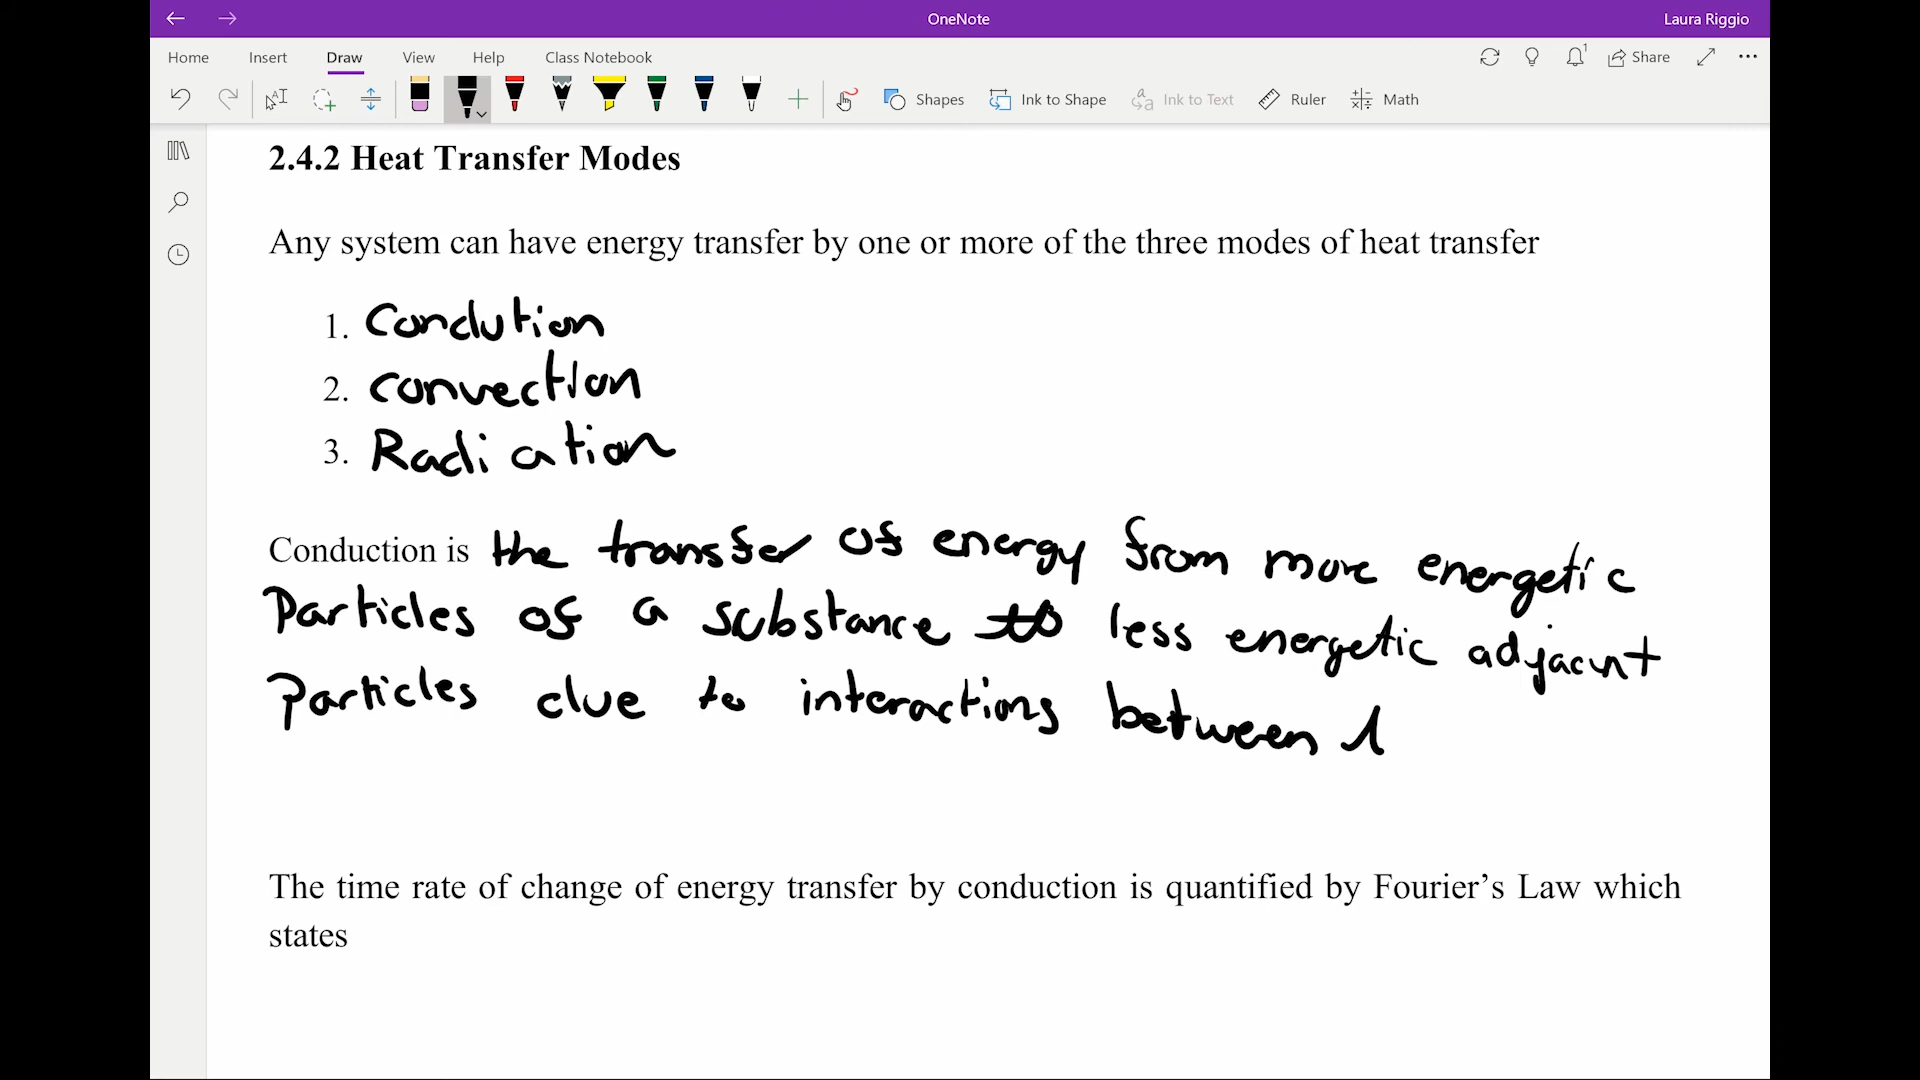 OneNote
Laura Riggio
Home Insert Draw View Help Class Notebook
1 Share
Shapes Ink to Shape Ink to Text Ruler Math
2.4.2 Heat Transfer Modes
Any system can have energy transfer by one or more of the three modes of heat transfer
1. Condution
2. convection
3. Radiation
Conduction is the transfer of energy from more energetic
Particles of a substance to less energetic adjacent
Particles due to interactions between
The time rate of change of energy transfer by conduction is quantified by Fourier’s Law which
states